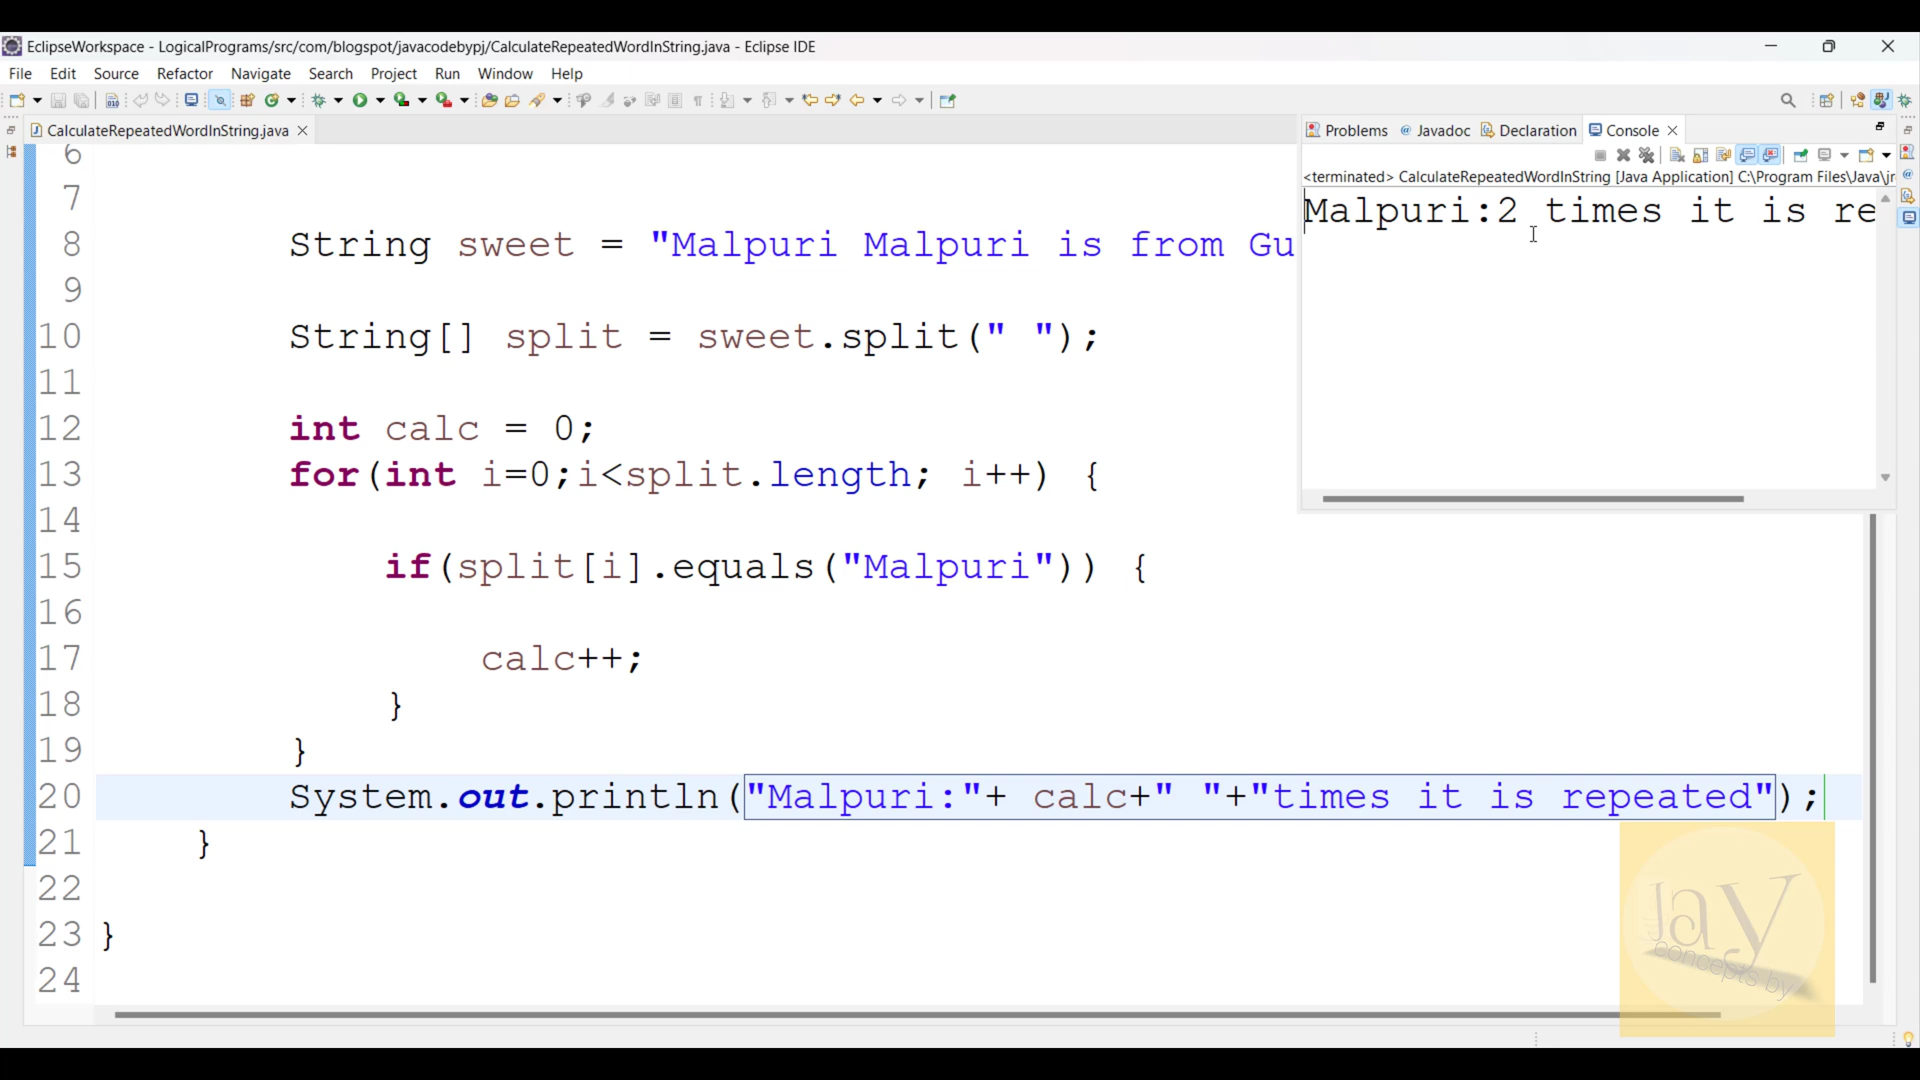 EclipseWorkspace - LogicalPrograms/src/com/blogspot/javacodebypj/CalculateRepeatedWordInString.java - Eclipse IDE
File Edit Source Refactor Navigate Search Project Run Window Help
CalculateRepeatedWordInString.java
Problems Javadoc Declaration Console
<terminated> CalculateRepeatedWordInString [Java Application] C:\Program Files\Java\jr
Malpuri:2 times it is re
6
7
8 String sweet = "Malpuri Malpuri is from Gu
9
10 String[] split = sweet.split(" ");
11
12 int calc = 0;
13 for(int i=0;i<split.length; i++) {
14
15 if(split[i].equals("Malpuri")) {
16
17 calc++;
18 }
19 }
20 System.out.println("Malpuri:"+ calc+" "+"times it is repeated");
21 }
22
23 }
24
Jay
concepts by